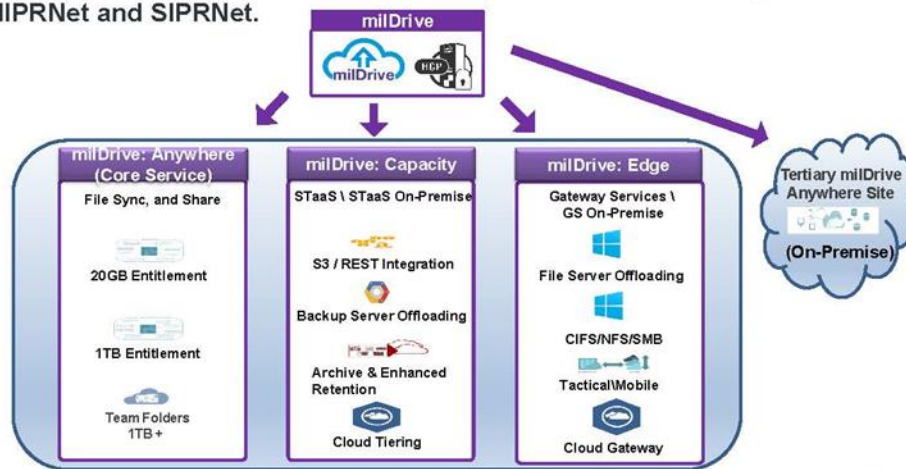 NIPRNet and SIPRNet.
milDrive
milDrive
HCP
milDrive: Anywhere
(Core Service)
File Sync, and Share
20GB Entitlement
1TB Entitlement
Team Folders
1TB +
milDrive: Capacity
STaaS \ STaaS On-Premise
S3 / REST Integration
Backup Server Offloading
Archive & Enhanced
Retention
Cloud Tiering
milDrive: Edge
Gateway Services \
GS On-Premise
File Server Offloading
CIFS/NFS/SMB
Tactical\Mobile
Cloud Gateway
Tertiary milDrive
Anywhere Site
(On-Premise)